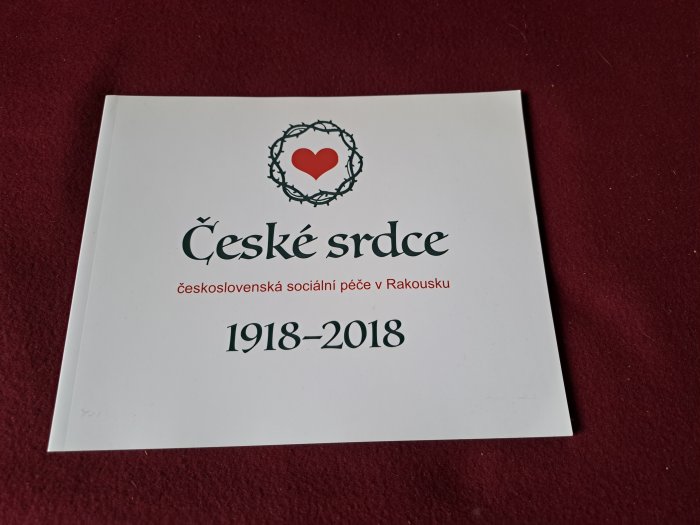 České srdce
československá sociální péče v Rakousku
1918–2018